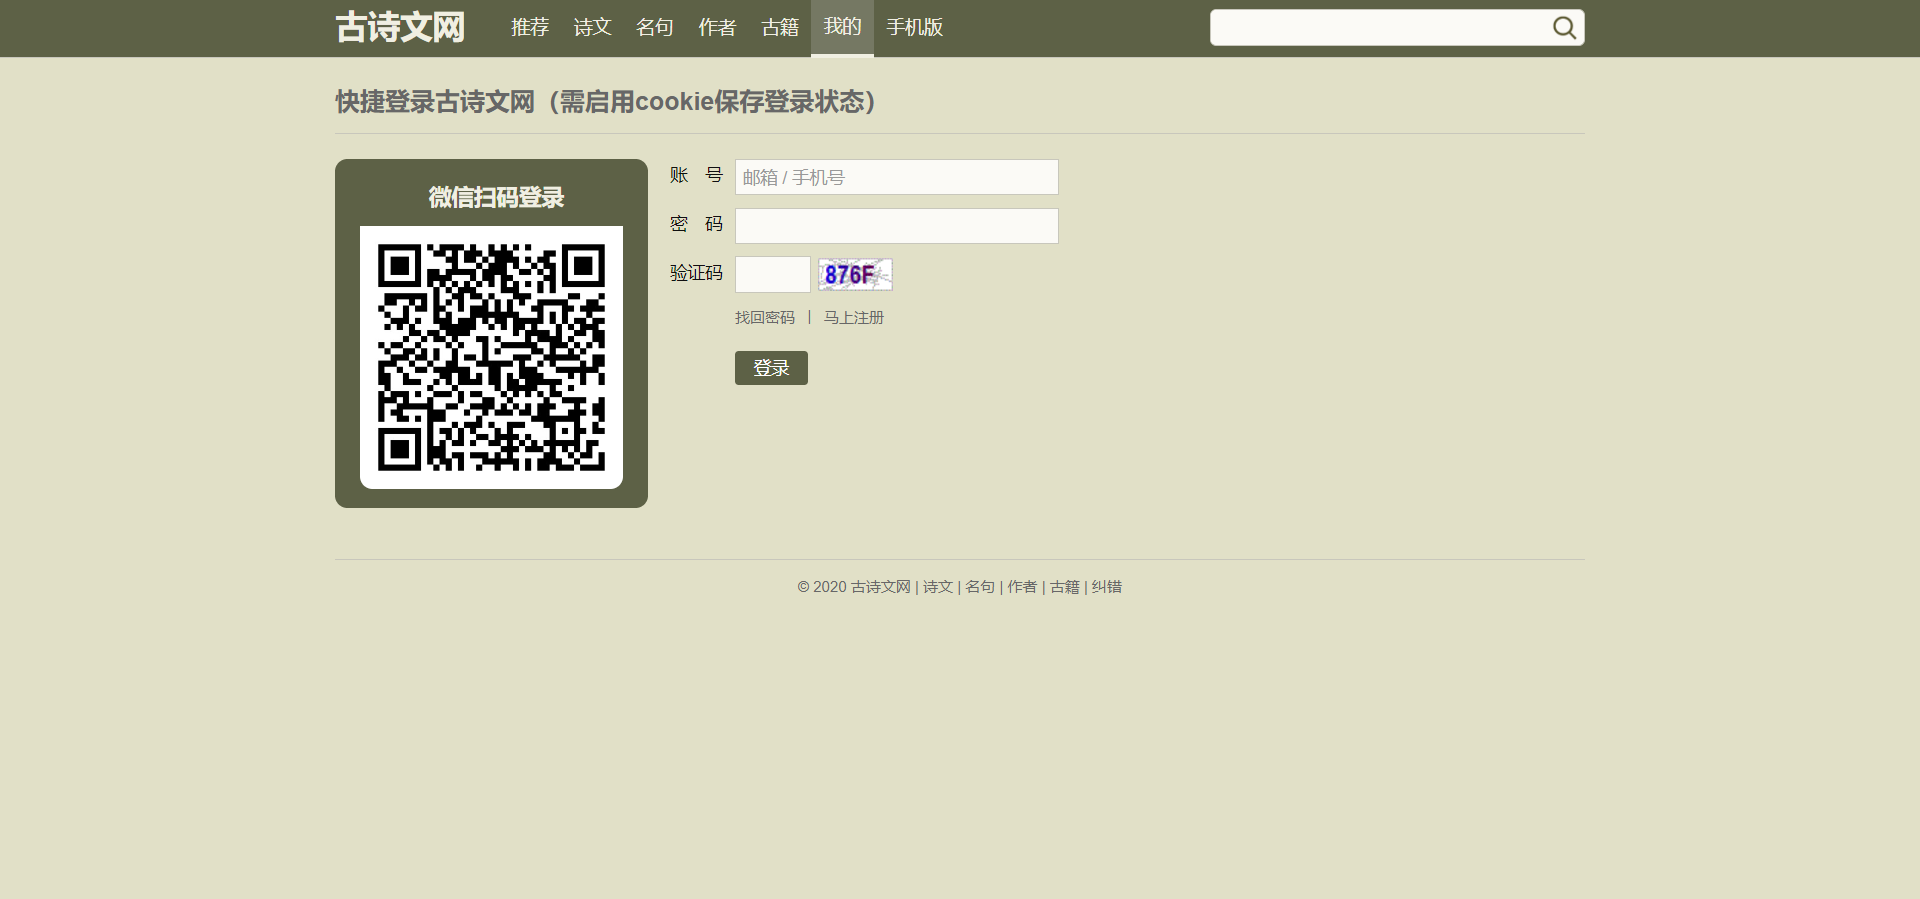 古诗文网 推荐 诗文 名句 作者 古籍 我的 手机版
快捷登录古诗文网（需启用cookie保存登录状态）
微信扫码登录
账 号 邮箱 / 手机号
密 码
验证码 876F
找回密码 | 马上注册
登录
© 2020 古诗文网 | 诗文 | 名句 | 作者 | 古籍 | 纠错